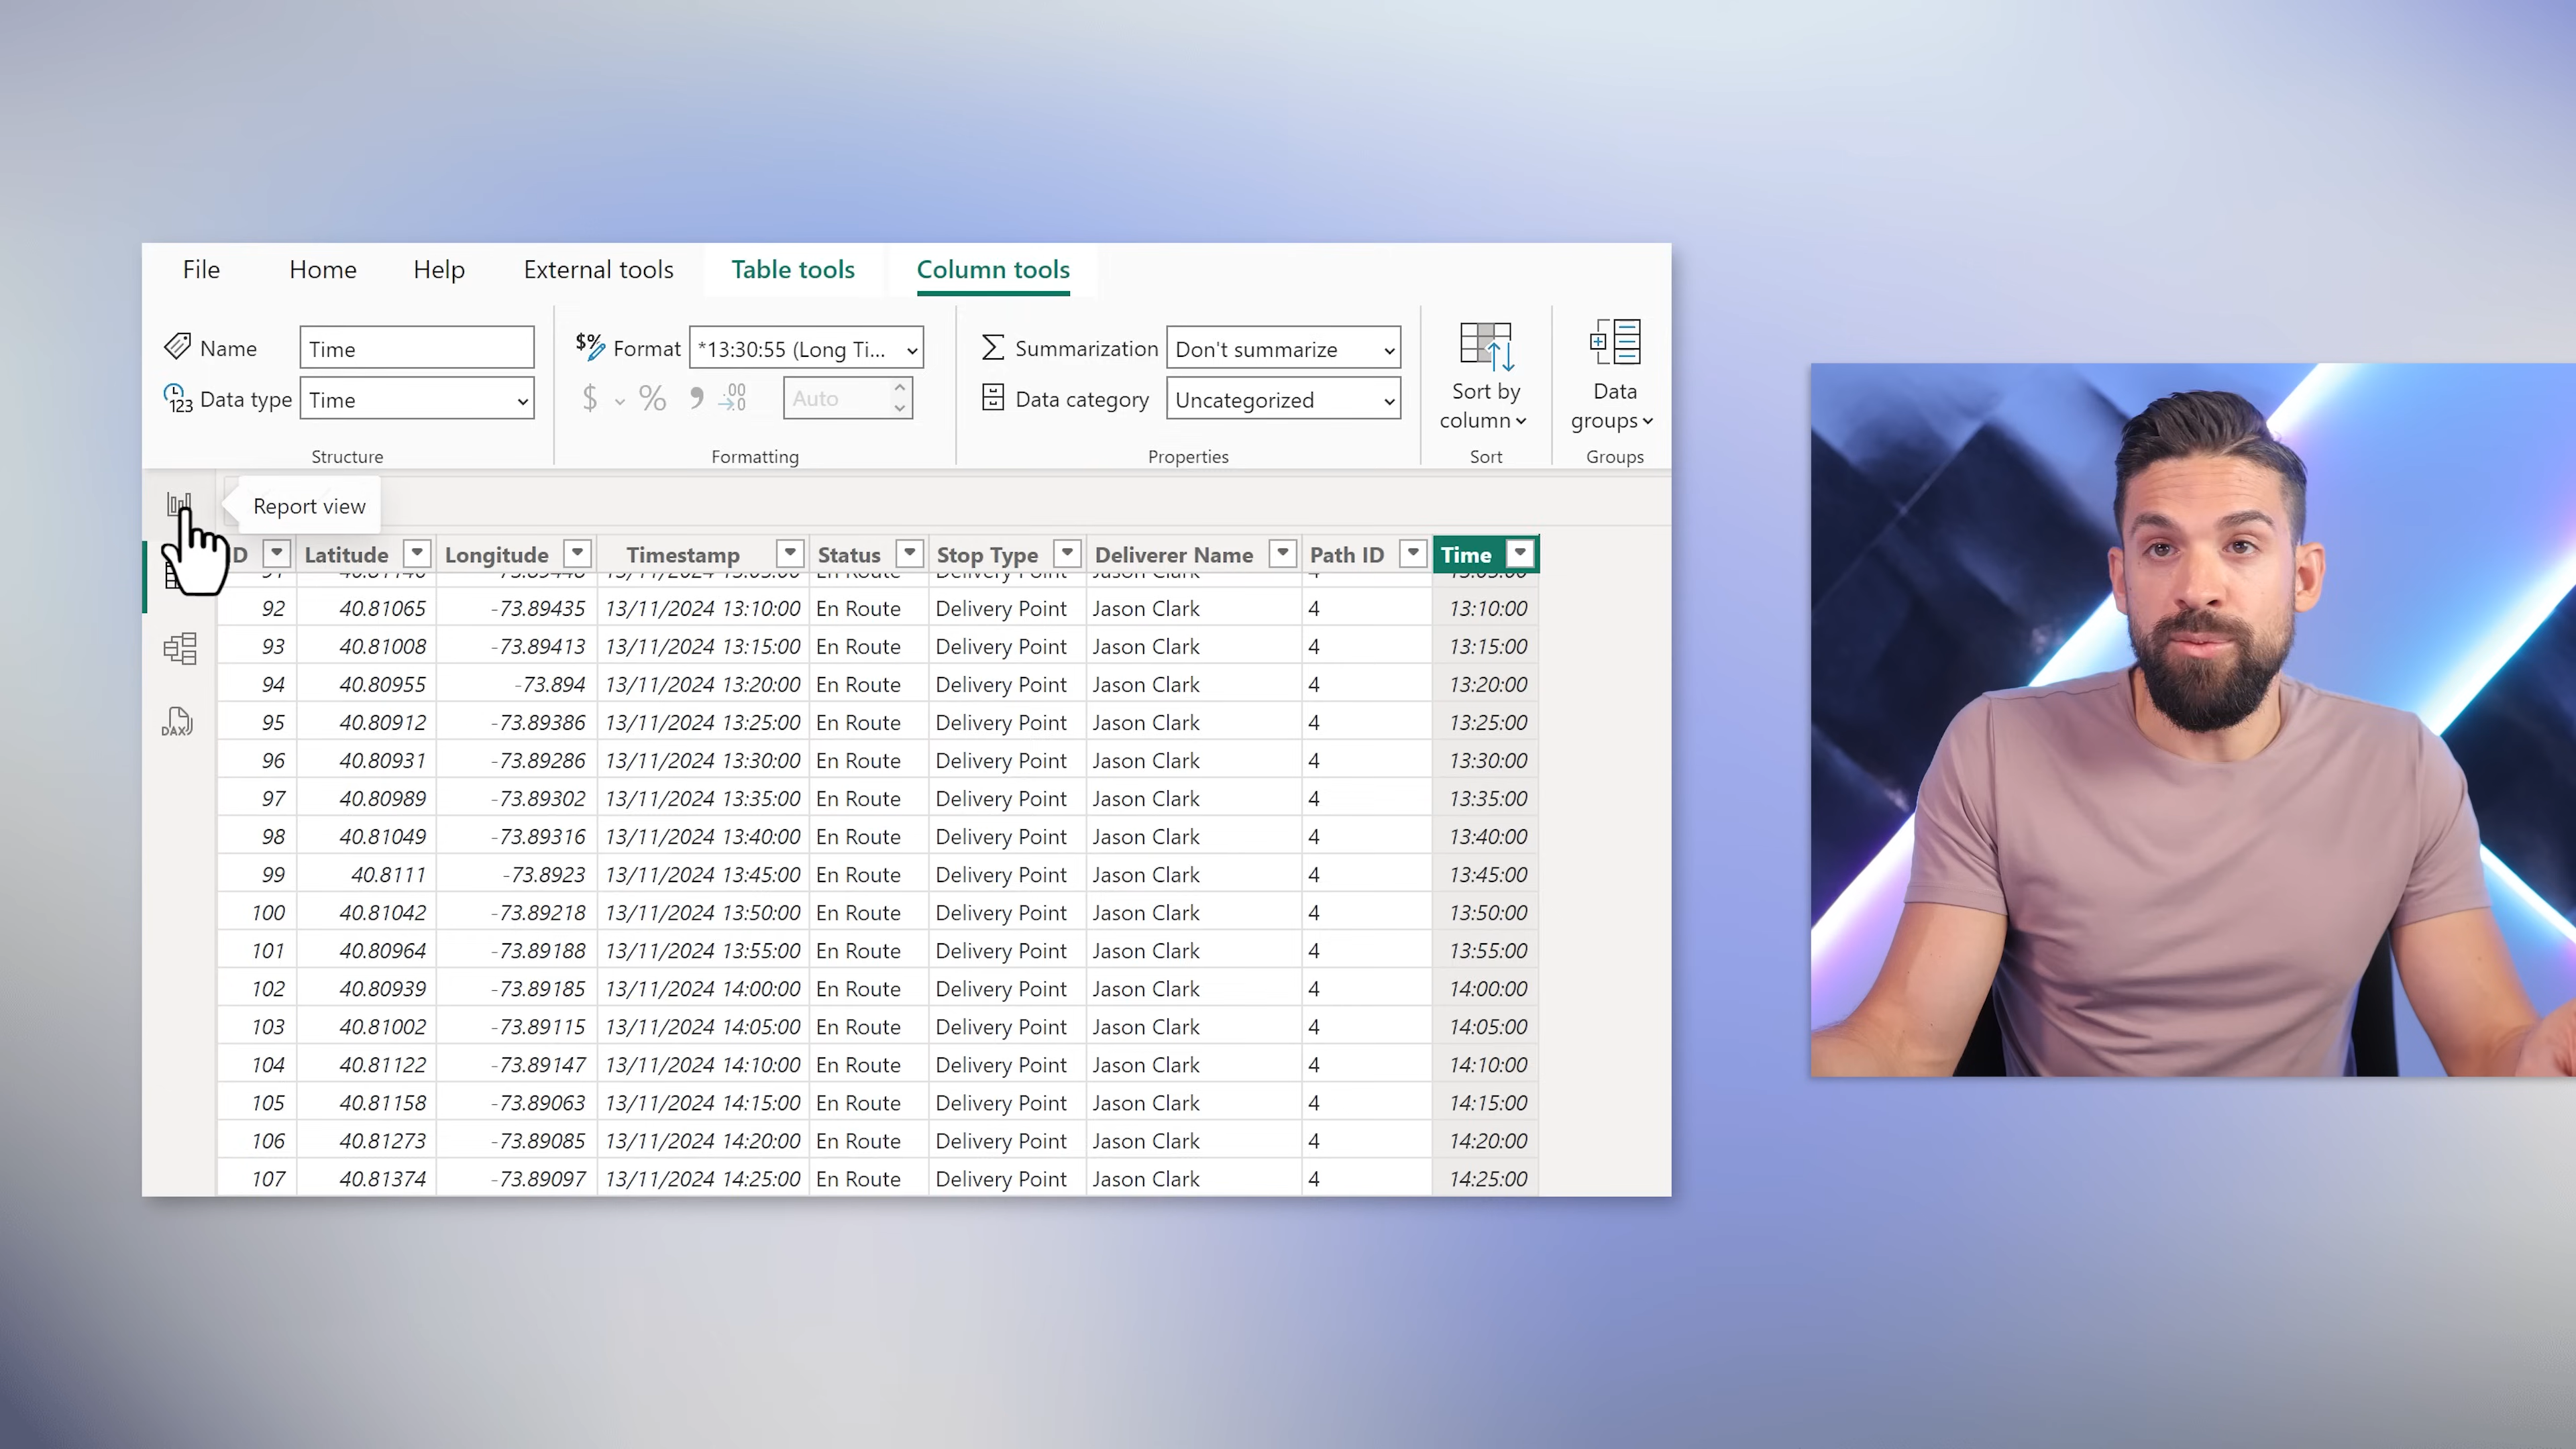 File Home Help External tools Table tools Column tools
Name Time $% Format *13:30:55 (Long Ti... Summarization Don't summarize Sort by column Data groups
123 Data type Time $ % , .00 .0 Auto Data category Uncategorized
Structure Formatting Properties Sort Groups
Report view
D Latitude Longitude Timestamp Status Stop Type Deliverer Name Path ID Time
92 40.81065 -73.89435 13/11/2024 13:10:00 En Route Delivery Point Jason Clark 4 13:10:00
93 40.81008 -73.89413 13/11/2024 13:15:00 En Route Delivery Point Jason Clark 4 13:15:00
94 40.80955 -73.894 13/11/2024 13:20:00 En Route Delivery Point Jason Clark 4 13:20:00
95 40.80912 -73.89386 13/11/2024 13:25:00 En Route Delivery Point Jason Clark 4 13:25:00
96 40.80931 -73.89286 13/11/2024 13:30:00 En Route Delivery Point Jason Clark 4 13:30:00
97 40.80989 -73.89302 13/11/2024 13:35:00 En Route Delivery Point Jason Clark 4 13:35:00
98 40.81049 -73.89316 13/11/2024 13:40:00 En Route Delivery Point Jason Clark 4 13:40:00
99 40.8111 -73.8923 13/11/2024 13:45:00 En Route Delivery Point Jason Clark 4 13:45:00
100 40.81042 -73.89218 13/11/2024 13:50:00 En Route Delivery Point Jason Clark 4 13:50:00
101 40.80964 -73.89188 13/11/2024 13:55:00 En Route Delivery Point Jason Clark 4 13:55:00
102 40.80939 -73.89185 13/11/2024 14:00:00 En Route Delivery Point Jason Clark 4 14:00:00
103 40.81002 -73.89115 13/11/2024 14:05:00 En Route Delivery Point Jason Clark 4 14:05:00
104 40.81122 -73.89147 13/11/2024 14:10:00 En Route Delivery Point Jason Clark 4 14:10:00
105 40.81158 -73.89063 13/11/2024 14:15:00 En Route Delivery Point Jason Clark 4 14:15:00
106 40.81273 -73.89085 13/11/2024 14:20:00 En Route Delivery Point Jason Clark 4 14:20:00
107 40.81374 -73.89097 13/11/2024 14:25:00 En Route Delivery Point Jason Clark 4 14:25:00
DAX